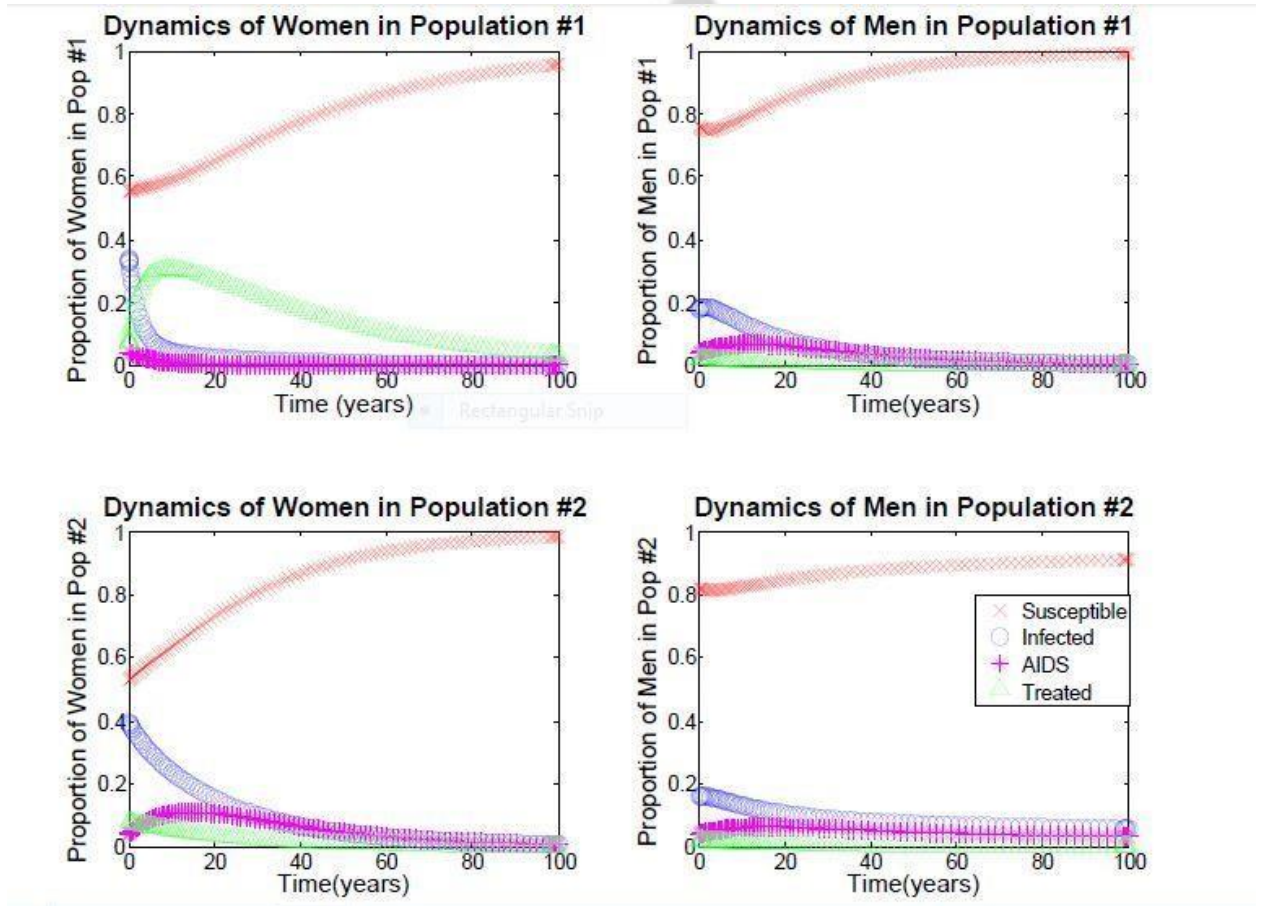 Dynamics of Women in Population #1
Proportion of Women in Pop #1
1
0.8
0.6
0.4
0.2
0
0 20 40 60 80 100
Time (years)
Dynamics of Men in Population #1
Proportion of Men in Pop #1
1
0.8
0.6
0.4
0.2
0
0 20 40 60 80 100
Time(years)
Rectangular Snip
Dynamics of Women in Population #2
Proportion of Women in Pop #2
1
0.8
0.6
0.4
0.2
0
0 20 40 60 80 100
Time(years)
Dynamics of Men in Population #2
Proportion of Men in Pop #2
1
0.8
0.6
0.4
0.2
0
0 20 40 60 80 100
Time(years)
Susceptible
Infected
AIDS
Treated